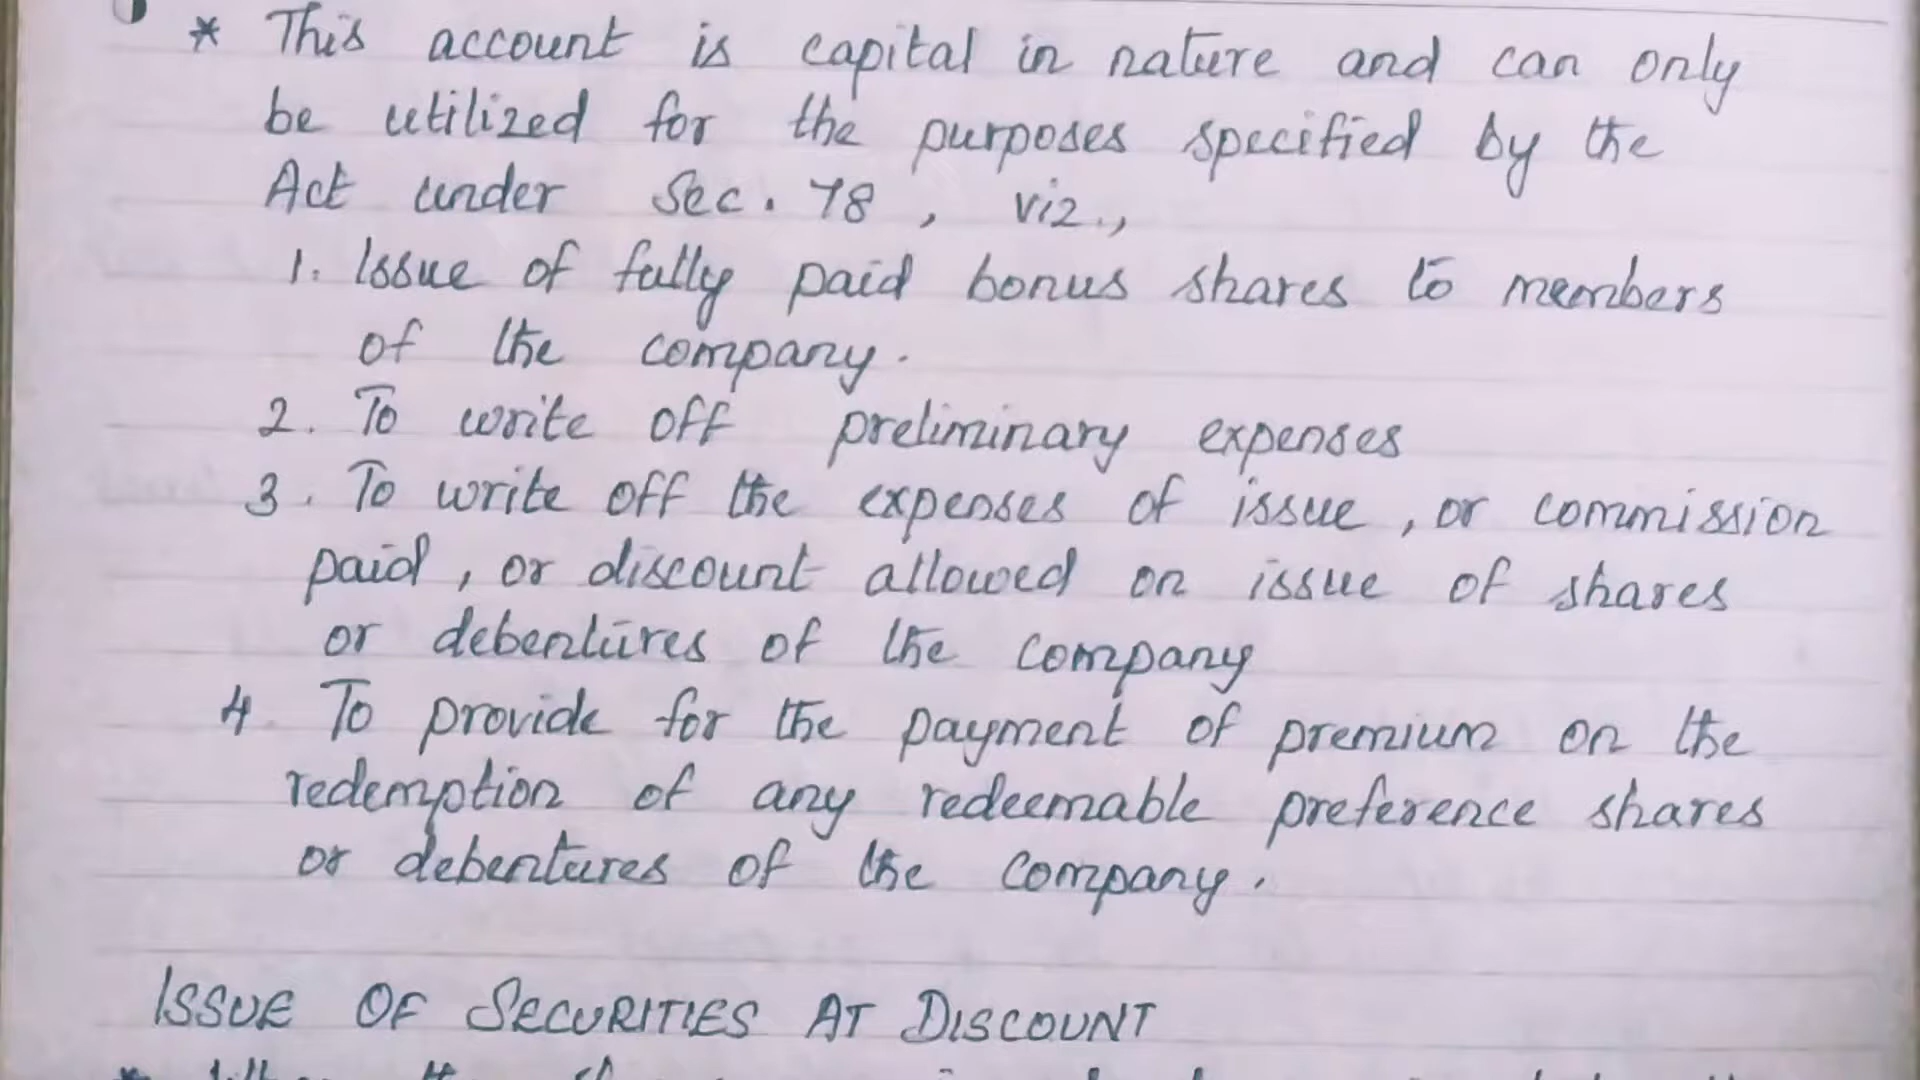 * This account is capital in nature and can only
be utilized for the purposes specified by the
Act under Sec. 78, viz.,
1. Issue of fully paid bonus shares to members
of the company.
2. To write off preliminary expenses
3. To write off the expenses of issue, or commission
paid, or discount allowed on issue of shares
or debentures of the company
4. To provide for the payment of premium on the
redemption of any redeemable preference shares
or debentures of the company.
ISSUE OF SECURITIES AT DISCOUNT